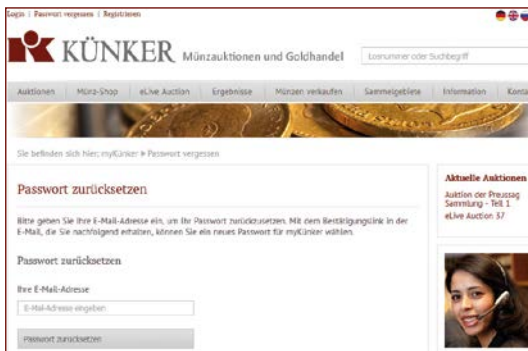 Login | Passwort vergessen | Registrieren
KÜNKER Münzauktionen und Goldhandel
Losnummer oder Suchbegriff
Auktionen Münz-Shop eLive Auction Ergebnisse Münzen verkaufen Sammelgebiete Information Konta
Sie befinden sich hier: myKünker Passwort vergessen
Passwort zurücksetzen
Bitte geben Sie Ihre E-Mail-Adresse ein, um Ihr Passwort zurückzusetzen. Mit dem Bestätigungslink in der
E-Mail, die Sie nachfolgend erhalten, können Sie ein neues Passwort für myKünker wählen.
Passwort zurücksetzen
Ihre E-Mail-Adresse
E-Mail-Adresse eingeben
Passwort zurücksetzen
Aktuelle Auktionen
Auktion der Preussag
Sammlung - Teil 1
eLive Auction 37